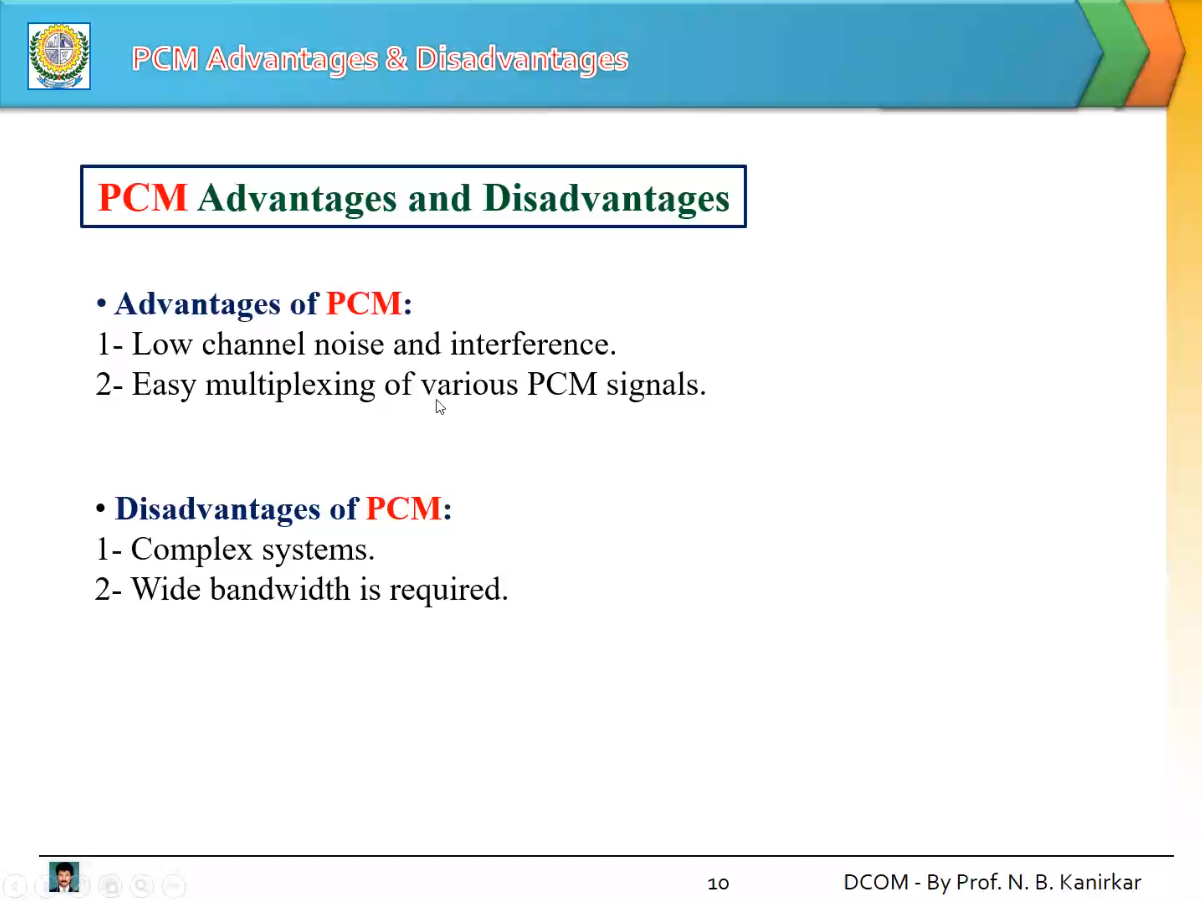 PCM Advantages & Disadvantages
PCM Advantages and Disadvantages
• Advantages of PCM:
1- Low channel noise and interference.
2- Easy multiplexing of various PCM signals.
• Disadvantages of PCM:
1- Complex systems.
2- Wide bandwidth is required.
10
DCOM - By Prof. N. B. Kanirkar